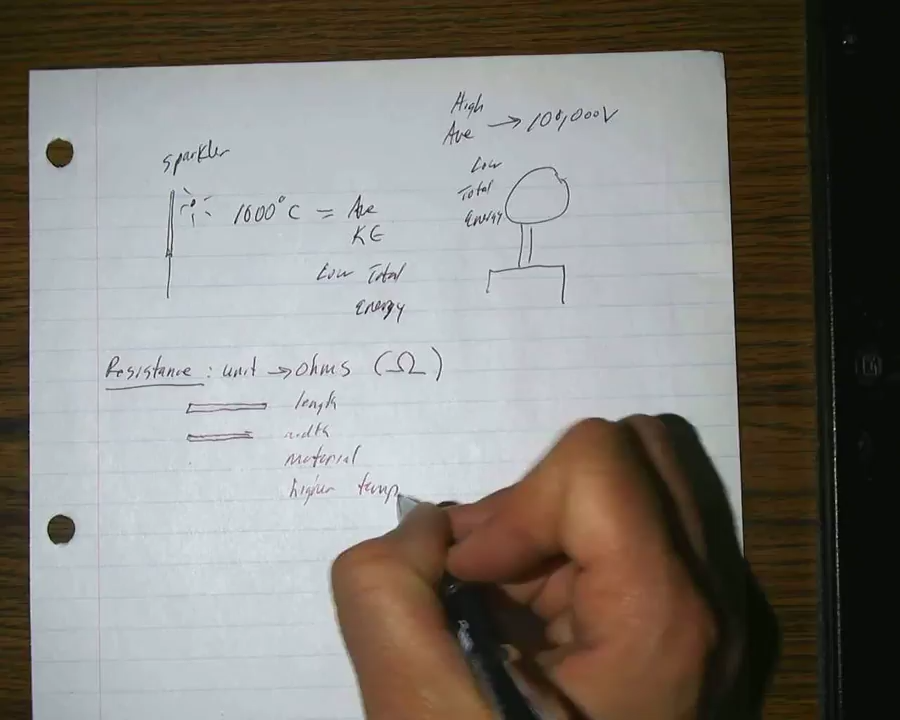 sparkler
1600°C = Ave
KE
Low Total
Energy
High
Ave → 100,000V
Low
Total
Energy
Resistance: unit → ohms (Ω)
length
width
material
higher temp